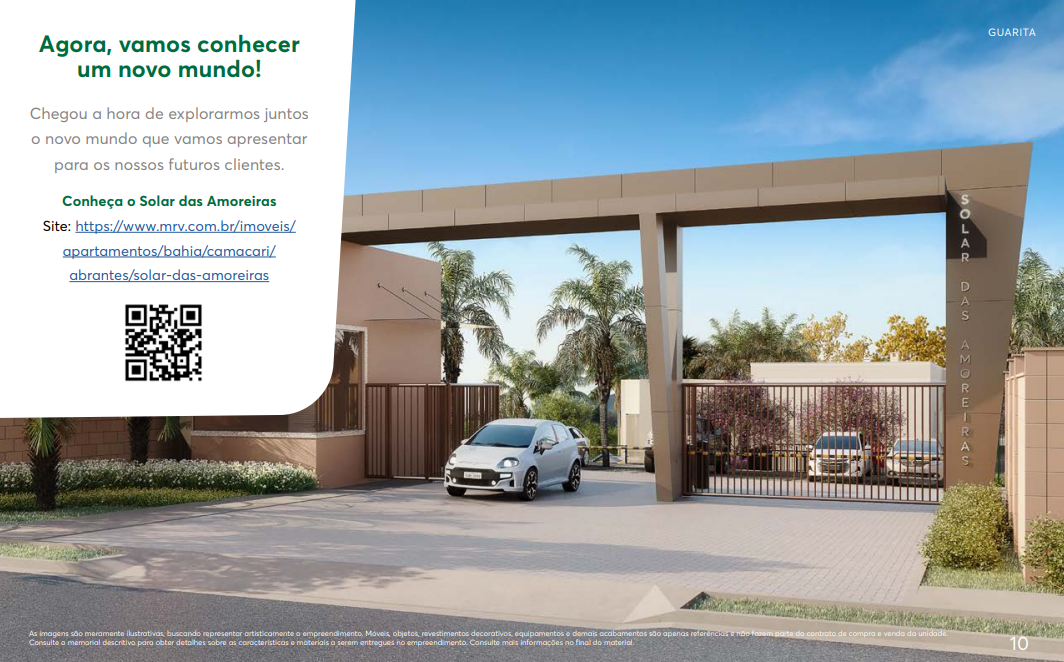 Agora, vamos conhecer
um novo mundo!
Chegou a hora de explorarmos juntos
o novo mundo que vamos apresentar
para os nossos futuros clientes.
Conheça o Solar das Amoreiras
Site: https://www.mrv.com.br/imoveis/
apartamentos/bahia/camacari/
abrantes/solar-das-amoreiras
GUARITA
SOLAR DAS AMOREIRAS
As imagens são meramente ilustrativas, buscando representar artisticamente o empreendimento. Móveis, objetos, revestimentos decorativos, equipamentos e demais acabamentos são apenas referências e não fazem parte do contrato de compra e venda da unidade.
Consulte o memorial descritivo para obter detalhes sobre as características e materiais a serem entregues no empreendimento. Consulte mais informações no final do material.
10